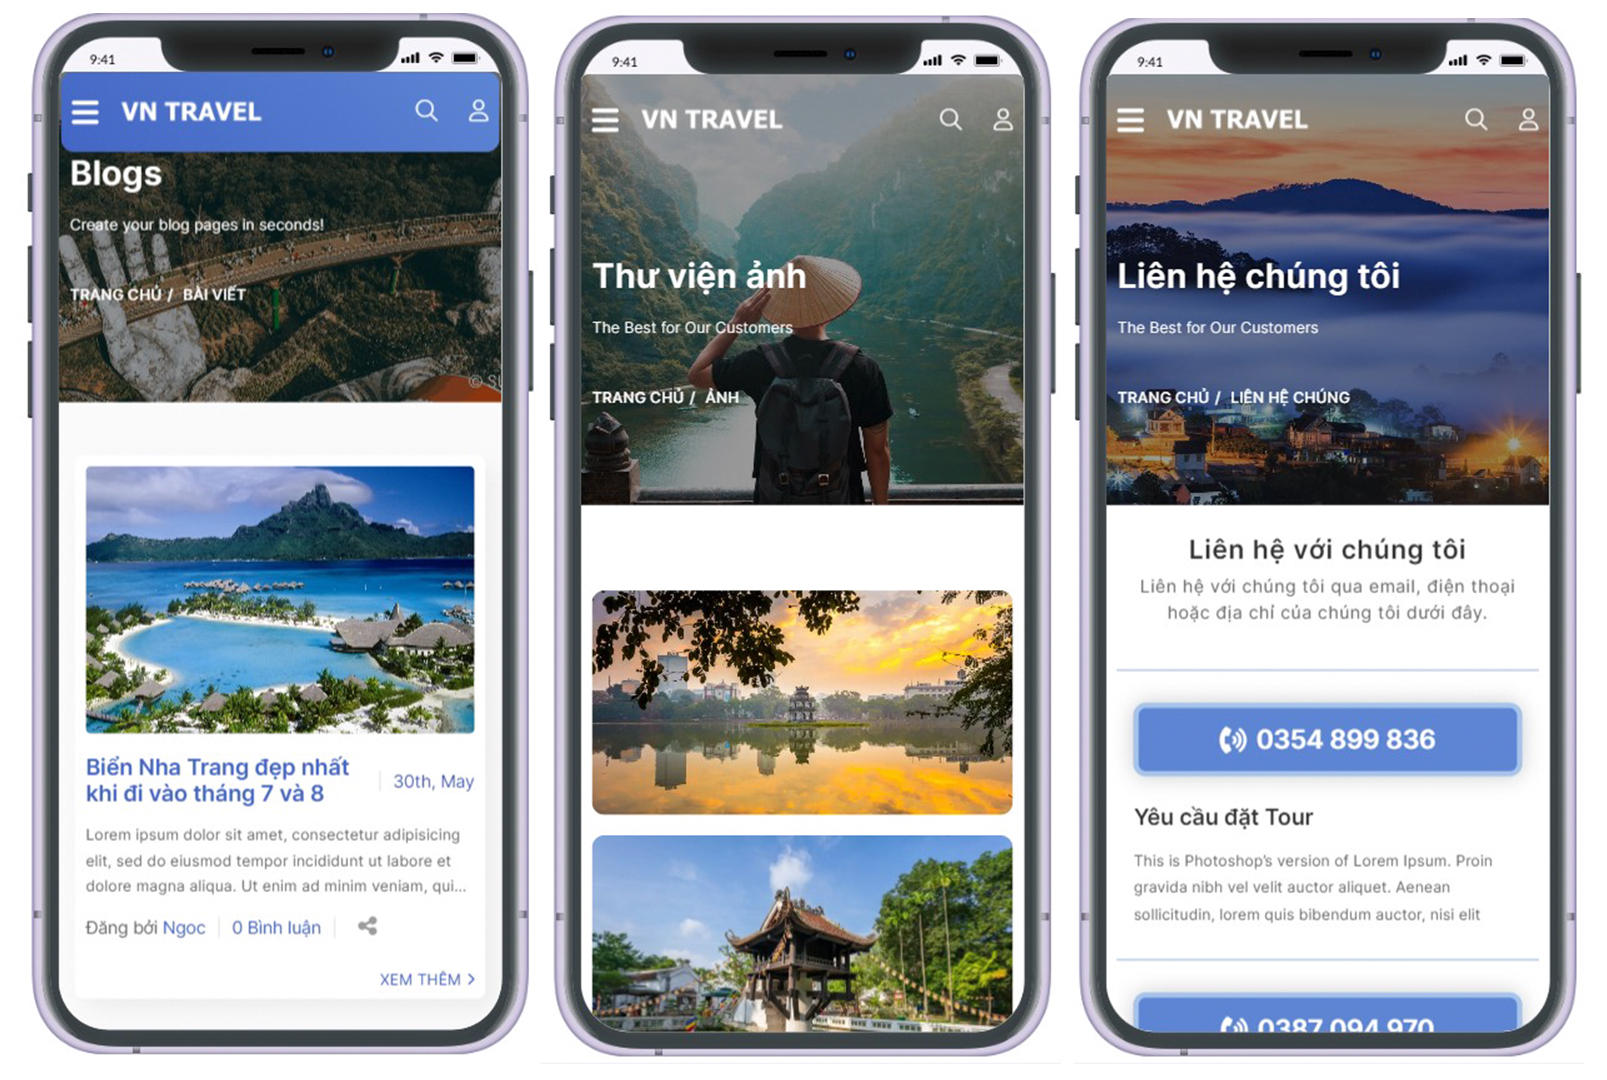 9:41
VN TRAVEL
Blogs
Create your blog pages in seconds!
TRANG CHỦ / BÀI VIẾT
©
Biển Nha Trang đẹp nhất
khi đi vào tháng 7 và 8
30th, May
Lorem ipsum dolor sit amet, consectetur adipisicing
elit, sed do eiusmod tempor incididunt ut labore et
dolore magna aliqua. Ut enim ad minim veniam, qui...
Đăng bởi Ngoc
0 Bình luận
XEM THÊM >
9:41
VN TRAVEL
Thư viện ảnh
The Best for Our Customers
TRANG CHỦ / ẢNH
9:41
VN TRAVEL
Liên hệ chúng tôi
The Best for Our Customers
TRANG CHỦ / LIÊN HỆ CHÚNG
Liên hệ với chúng tôi
Liên hệ với chúng tôi qua email, điện thoại
hoặc địa chỉ của chúng tôi dưới đây.
0354 899 836
Yêu cầu đặt Tour
This is Photoshop's version of Lorem Ipsum. Proin
gravida nibh vel velit auctor aliquet. Aenean
sollicitudin, lorem quis bibendum auctor, nisi elit
0387 094 970